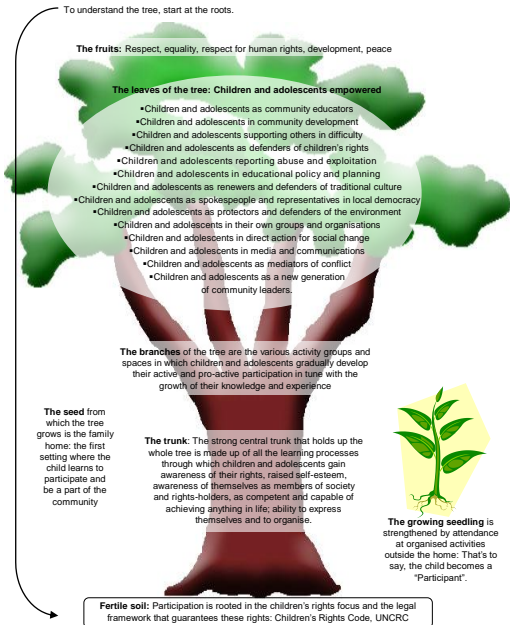 To understand the tree, start at the roots.
The fruits: Respect, equality, respect for human rights, development, peace
The leaves of the tree: Children and adolescents empowered
▪Children and adolescents as community educators
▪Children and adolescents in community development
▪Children and adolescents supporting others in difficulty
▪Children and adolescents as defenders of children's rights
▪Children and adolescents reporting abuse and exploitation
▪Children and adolescents in educational policy and planning
▪Children and adolescents as renewers and defenders of traditional culture
▪Children and adolescents as spokespeople and representatives in local democracy
▪Children and adolescents as protectors and defenders of the environment
▪Children and adolescents in their own groups and organisations
▪Children and adolescents in direct action for social change
▪Children and adolescents in media and communications
▪Children and adolescents as mediators of conflict
▪Children and adolescents as a new generation
of community leaders.
The branches of the tree are the various activity groups and
spaces in which children and adolescents gradually develop
their active and pro-active participation in tune with the
growth of their knowledge and experience
The seed from
which the tree
grows is the family
home: the first
setting where the
child learns to
participate and
be a part of the
community
The trunk: The strong central trunk that holds up the
whole tree is made up of all the learning processes
through which children and adolescents gain
awareness of their rights, raised self-esteem,
awareness of themselves as members of society
and rights-holders, as competent and capable of
achieving anything in life; ability to express
themselves and to organise.
The growing seedling is
strengthened by attendance
at organised activities
outside the home: That's to
say, the child becomes a
"Participant".
Fertile soil: Participation is rooted in the children's rights focus and the legal
framework that guarantees these rights: Children's Rights Code, UNCRC